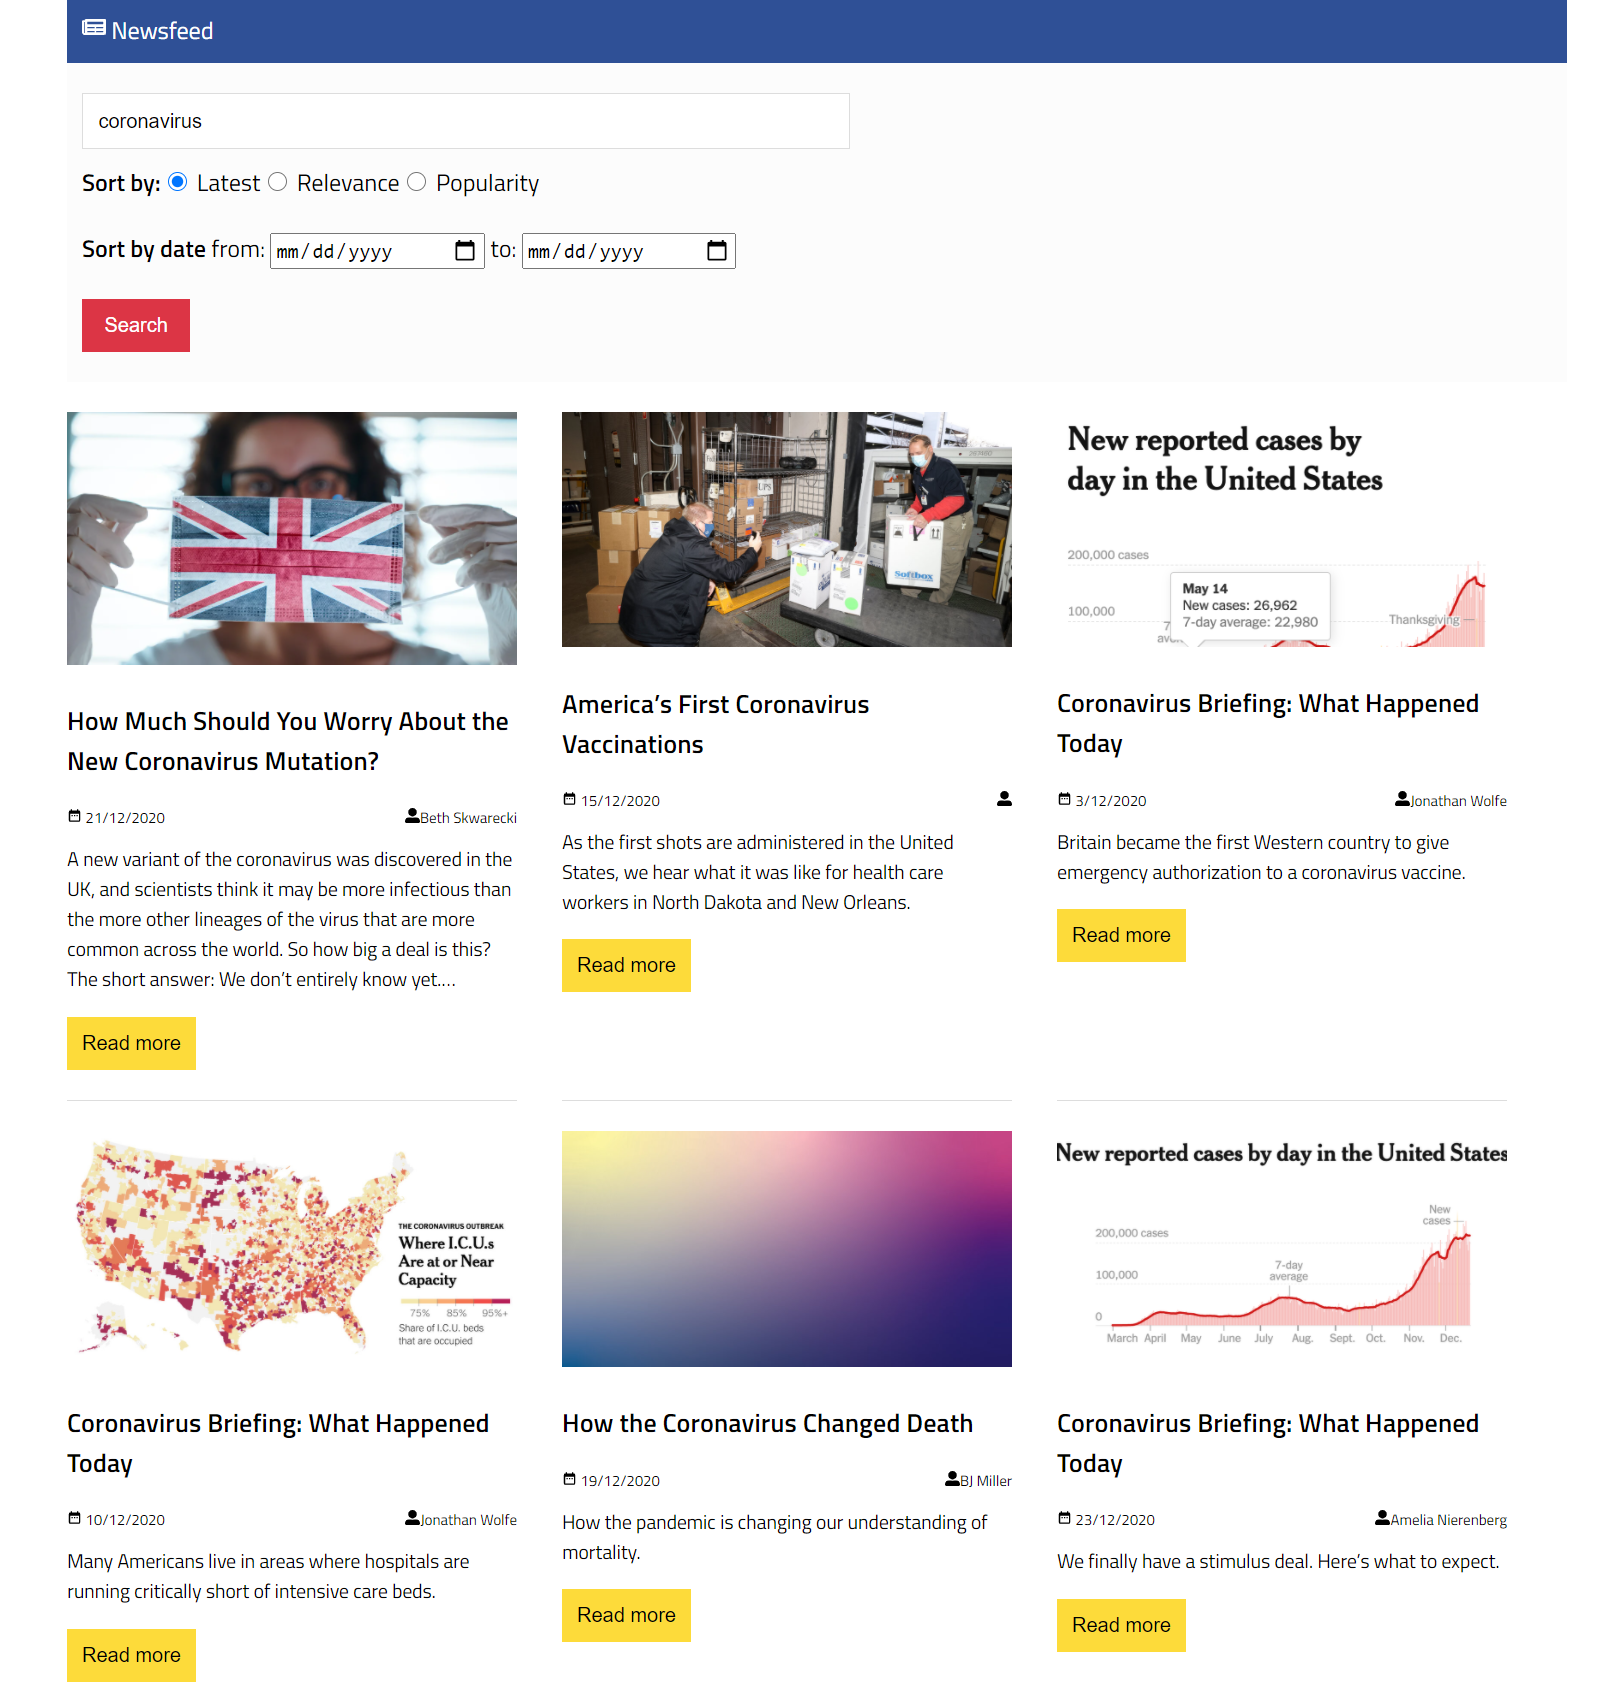 Newsfeed
coronavirus
Sort by: Latest Relevance Popularity
Sort by date from: mm/dd/yyyy to: mm/dd/yyyy
Search
UPS
Softbox
New reported cases by
day in the United States
200,000 cases
May 14
New cases: 26,962
7-day average: 22,980
100,000
Thanksgiving
How Much Should You Worry About the
New Coronavirus Mutation?
21/12/2020
Beth Skwarecki
A new variant of the coronavirus was discovered in the
UK, and scientists think it may be more infectious than
the more other lineages of the virus that are more
common across the world. So how big a deal is this?
The short answer: We don’t entirely know yet.…
Read more
America’s First Coronavirus
Vaccinations
15/12/2020
As the first shots are administered in the United
States, we hear what it was like for health care
workers in North Dakota and New Orleans.
Read more
Coronavirus Briefing: What Happened
Today
3/12/2020
Jonathan Wolfe
Britain became the first Western country to give
emergency authorization to a coronavirus vaccine.
Read more
THE CORONAVIRUS OUTBREAK
Where I.C.U.s
Are at or Near
Capacity
75% 85% 95%+
Share of I.C.U. beds
that are occupied
Coronavirus Briefing: What Happened
Today
10/12/2020
Jonathan Wolfe
Many Americans live in areas where hospitals are
running critically short of intensive care beds.
Read more
How the Coronavirus Changed Death
19/12/2020
BJ Miller
How the pandemic is changing our understanding of
mortality.
Read more
New reported cases by day in the United States
New
cases
200,000 cases
7-day
average
100,000
0
March April May June July Aug. Sept. Oct. Nov. Dec.
Coronavirus Briefing: What Happened
Today
23/12/2020
Amelia Nierenberg
We finally have a stimulus deal. Here’s what to expect.
Read more